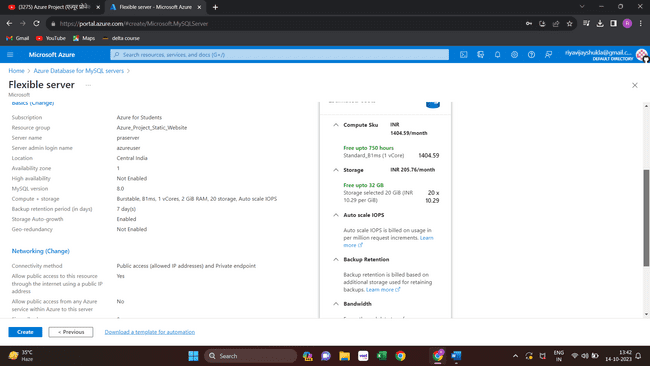 (3275) Azure Project
Flexible server - Microsoft Azure
https://portal.azure.com/#create/Microsoft.MySQLServer
Gmail
YouTube
Maps
delta course
Microsoft Azure
Search resources, services, and docs (G+/)
riyavijayshukla@gmail.c...
DEFAULT DIRECTORY
Home > Azure Database for MySQL servers >
Flexible server ...
Microsoft
Basics (Change)
Subscription Azure for Students
Resource group Azure_Project_Static_Website
Server name praserver
Server admin login name azureuser
Location Central India
Availability zone 1
High availability Not Enabled
MySQL version 8.0
Compute + storage Burstable, B1ms, 1 vCores, 2 GiB RAM, 20 storage, Auto scale IOPS
Backup retention period (in days) 7 day(s)
Storage Auto-growth Enabled
Geo-redundancy Not Enabled
Networking (Change)
Connectivity method Public access (allowed IP addresses) and Private endpoint
Allow public access to this resource Yes
through the internet using a public IP
address
Allow public access from any Azure No
service within Azure to this server
Compute Sku INR
1404.59/month
Free upto 750 hours
Standard_B1ms (1 vCore) 1404.59
Storage INR 205.76/month
Free upto 32 GB
Storage selected 20 GiB (INR 20 x
10.29 per GiB) 10.29
Auto scale IOPS
Auto scale IOPS is billed on usage in
per million request increments. Learn
more
Backup Retention
Backup retention is billed based on
additional storage used for retaining
backups. Learn more
Bandwidth
Create
< Previous
Download a template for automation
35°C
Haze
Search
ENG
IN
13:42
14-10-2023